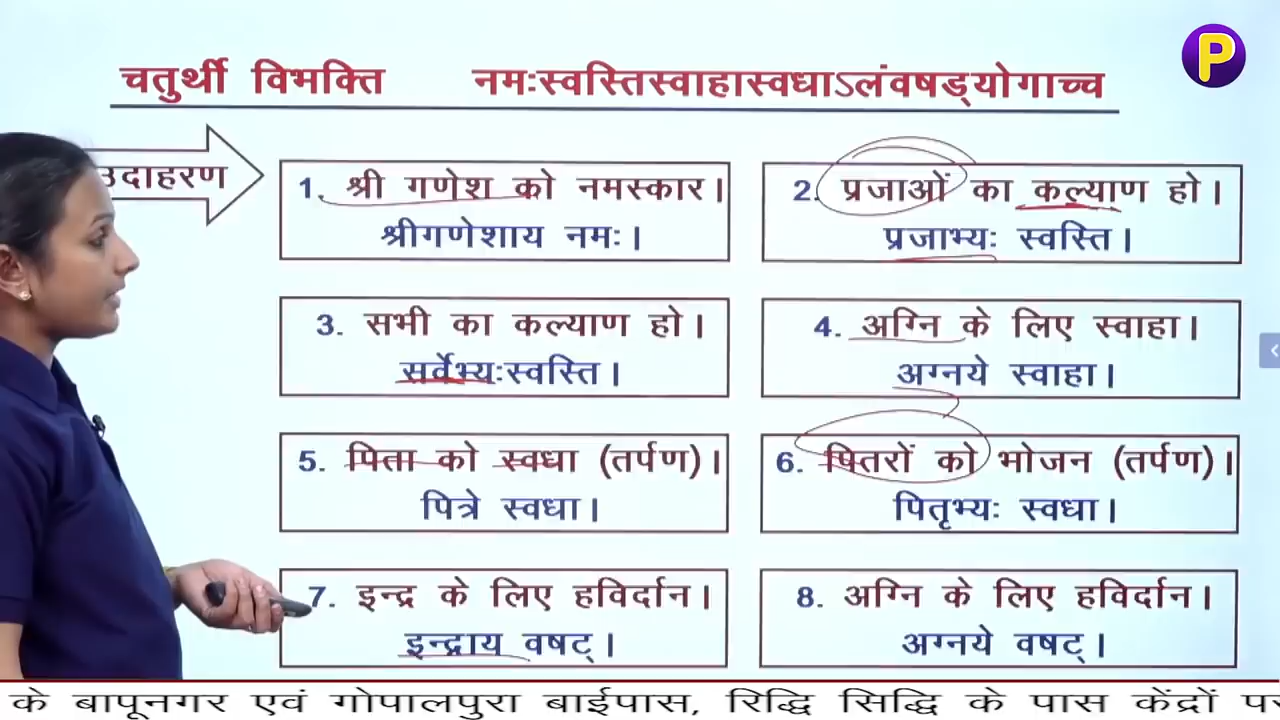 P
चतुर्थी विभक्ति नमःस्वस्तिस्वाहास्वधाऽलंवषड्योगाच्च
उदाहरण
1. श्री गणेश को नमस्कार।
श्रीगणेशाय नमः।
2. प्रजाओं का कल्याण हो।
प्रजाभ्यः स्वस्ति।
3. सभी का कल्याण हो।
सर्वेभ्यःस्वस्ति।
4. अग्नि के लिए स्वाहा।
अग्नये स्वाहा।
5. पिता को स्वधा (तर्पण)।
पित्रे स्वधा।
6. पितरों को भोजन (तर्पण)।
पितृभ्यः स्वधा।
7. इन्द्र के लिए हविर्दान।
इन्द्राय वषट्।
8. अग्नि के लिए हविर्दान।
अग्नये वषट्।
के बापूनगर एवं गोपालपुरा बाईपास, रिद्धि सिद्धि के पास केंद्रों